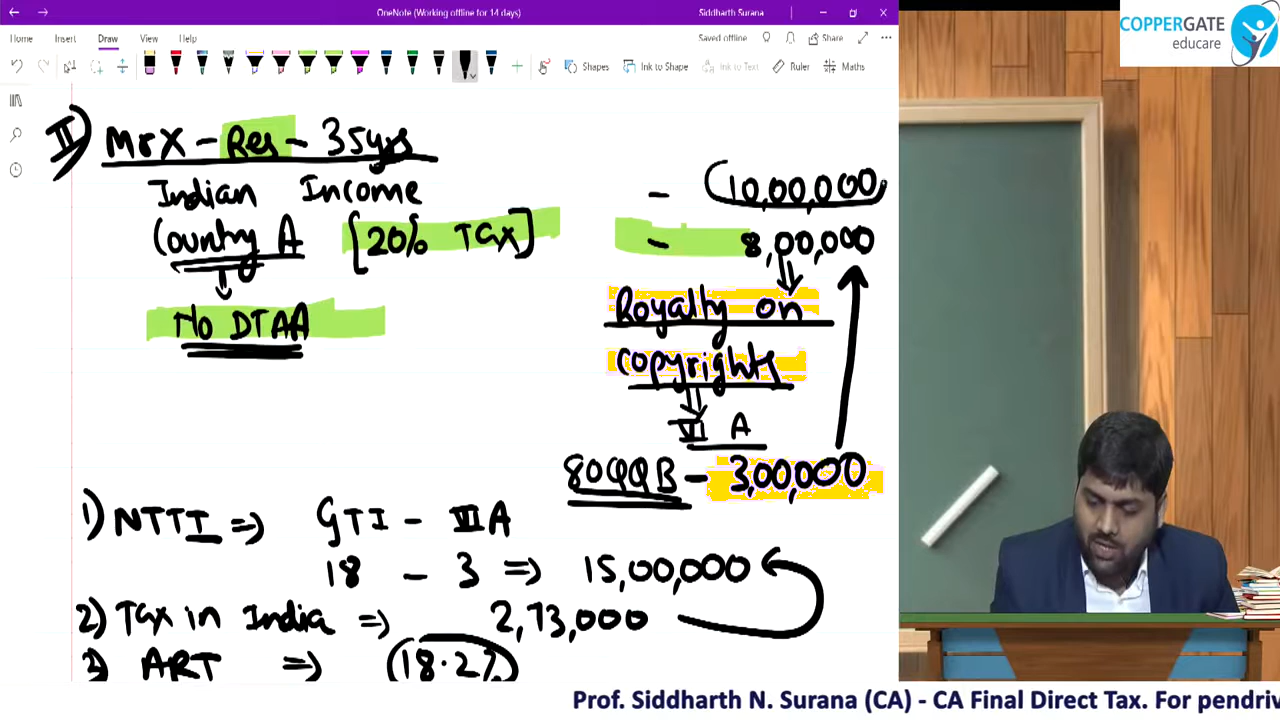 OneNote (Working offline for 14 days)
Siddharth Surana
COPPERGATE
educare
Home Insert Draw View Help
Saved offline
Share
Shapes
Ink to Shape
Ink to Text
Ruler
Maths
II) Mr X - Res - 35yrs
Indian Income - 10,00,000
Country A [20% Tax] - 8,00,000
No DTAA
Royalty on
copyrights
VI A
80QQB - 3,00,000
1) NTTI => GTI - VIA
18 - 3 => 15,00,000
2) Tax in India => 2,73,000
3) ART => 18.2%
Prof. Siddharth N. Surana (CA) - CA Final Direct Tax. For pendriv